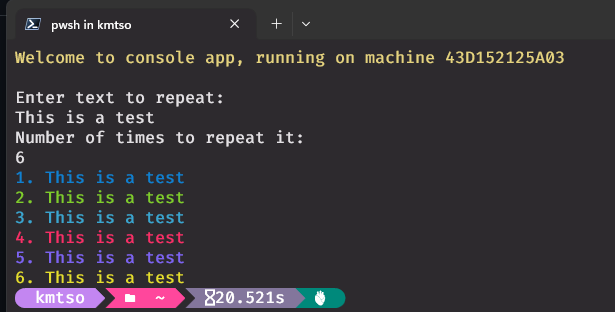 pwsh in kmtso
Welcome to console app, running on machine 43D152125A03
Enter text to repeat:
This is a test
Number of times to repeat it:
6
1. This is a test
2. This is a test
3. This is a test
4. This is a test
5. This is a test
6. This is a test
kmtso ~ 20.521s